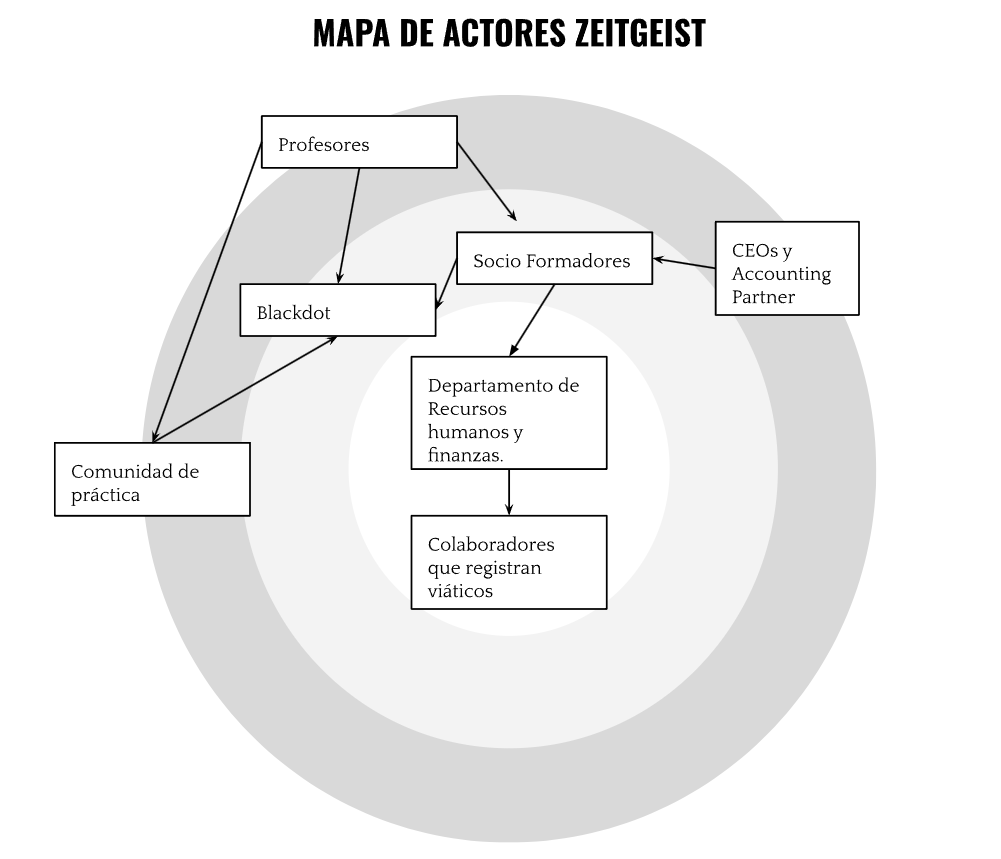 MAPA DE ACTORES ZEITGEIST
Profesores
CEOs y
Accounting
Partner
Socio Formadores
Blackdot
Departamento de
Recursos
humanos y
finanzas.
Comunidad de
práctica
Colaboradores
que registran
viáticos